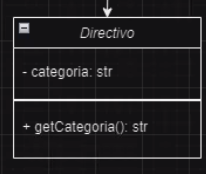 Directivo
- categoria: str
+ getCategoria(): str